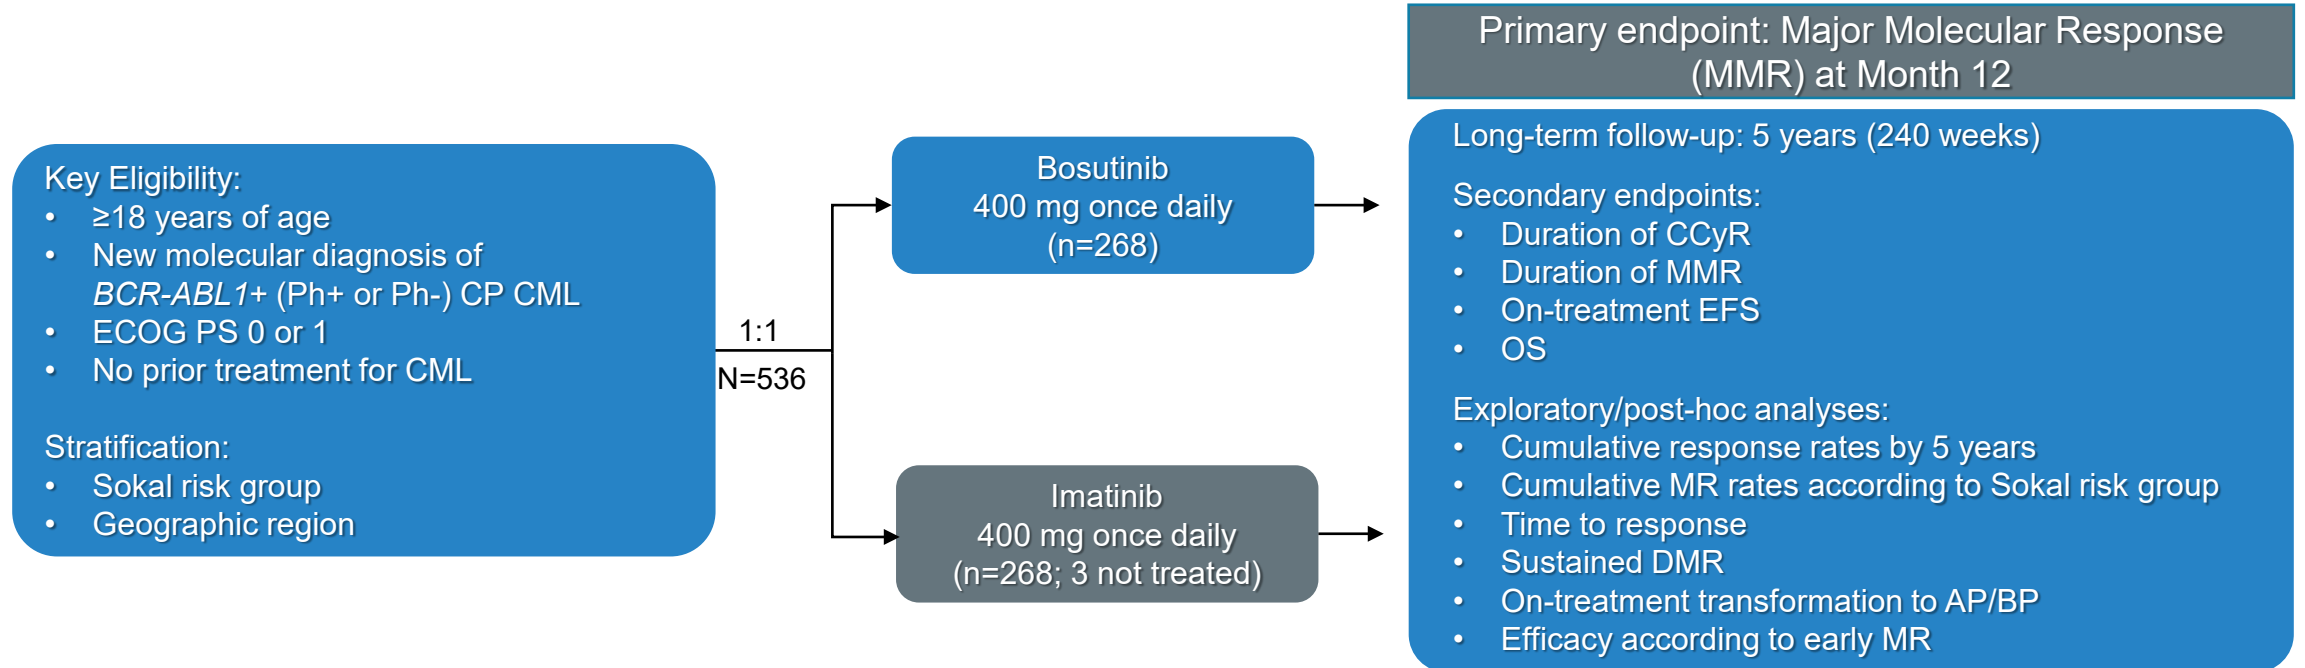 Primary endpoint: Major Molecular Response
(MMR) at Month 12
Key Eligibility:
• ≥18 years of age
• New molecular diagnosis of
BCR-ABL1+ (Ph+ or Ph-) CP CML
• ECOG PS 0 or 1
• No prior treatment for CML
Stratification:
• Sokal risk group
• Geographic region
1:1
N=536
Bosutinib
400 mg once daily
(n=268)
Imatinib
400 mg once daily
(n=268; 3 not treated)
Long-term follow-up: 5 years (240 weeks)
Secondary endpoints:
• Duration of CCyR
• Duration of MMR
• On-treatment EFS
• OS
Exploratory/post-hoc analyses:
• Cumulative response rates by 5 years
• Cumulative MR rates according to Sokal risk group
• Time to response
• Sustained DMR
• On-treatment transformation to AP/BP
• Efficacy according to early MR